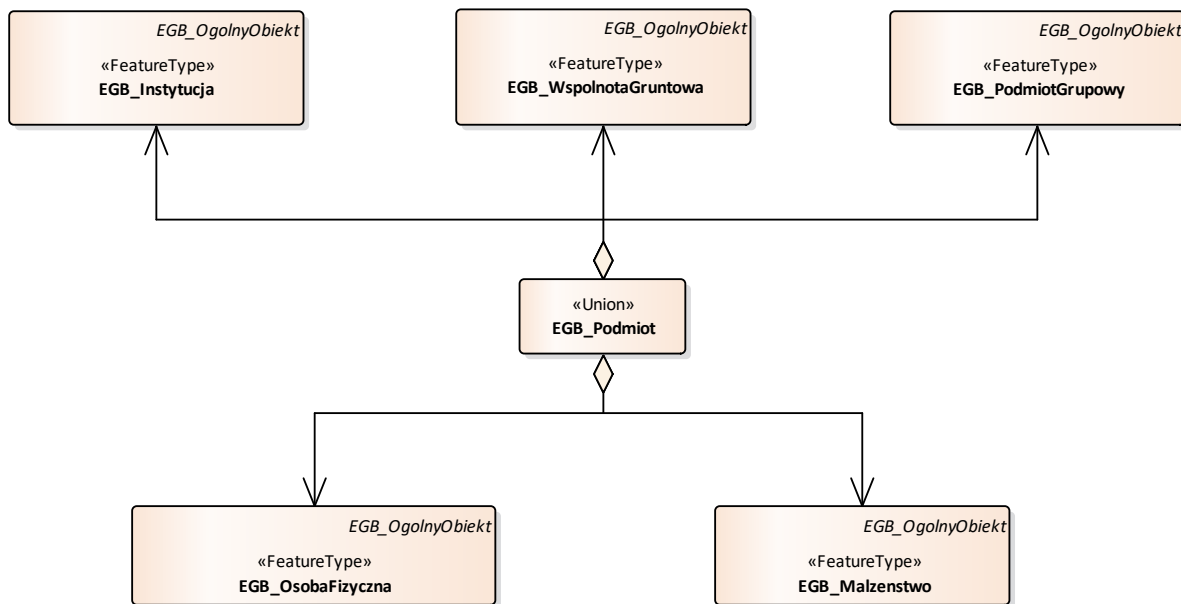 EGB_OgolnyObiekt
«FeatureType»
EGB_Instytucja
EGB_OgolnyObiekt
«FeatureType»
EGB_WspolnotaGruntowa
EGB_OgolnyObiekt
«FeatureType»
EGB_PodmiotGrupowy
«Union»
EGB_Podmiot
EGB_OgolnyObiekt
«FeatureType»
EGB_OsobaFizyczna
EGB_OgolnyObiekt
«FeatureType»
EGB_Malzenstwo